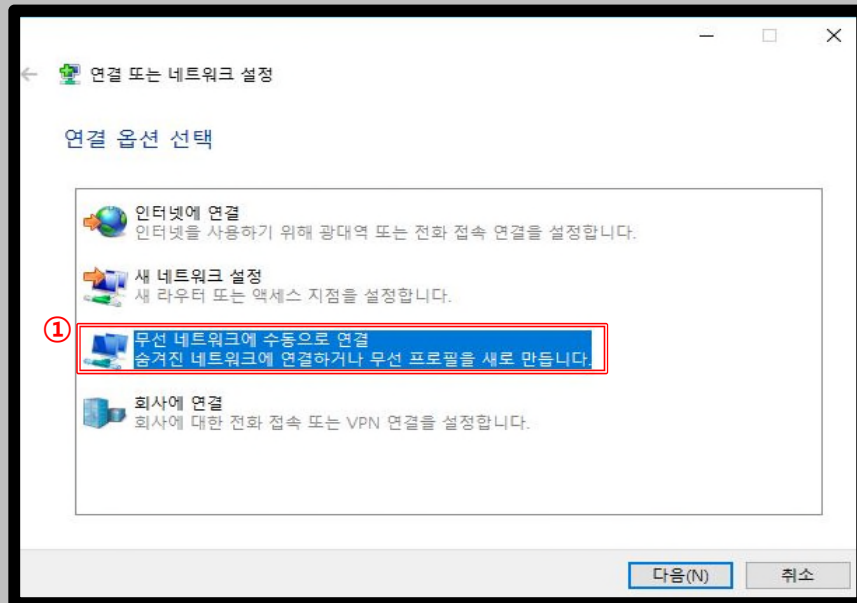 연결 또는 네트워크 설정
연결 옵션 선택
인터넷에 연결
인터넷을 사용하기 위해 광대역 또는 전화 접속 연결을 설정합니다.
새 네트워크 설정
새 라우터 또는 액세스 지점을 설정합니다.
①
무선 네트워크에 수동으로 연결
숨겨진 네트워크에 연결하거나 무선 프로필을 새로 만듭니다.
회사에 연결
회사에 대한 전화 접속 또는 VPN 연결을 설정합니다.
다음(N) 취소